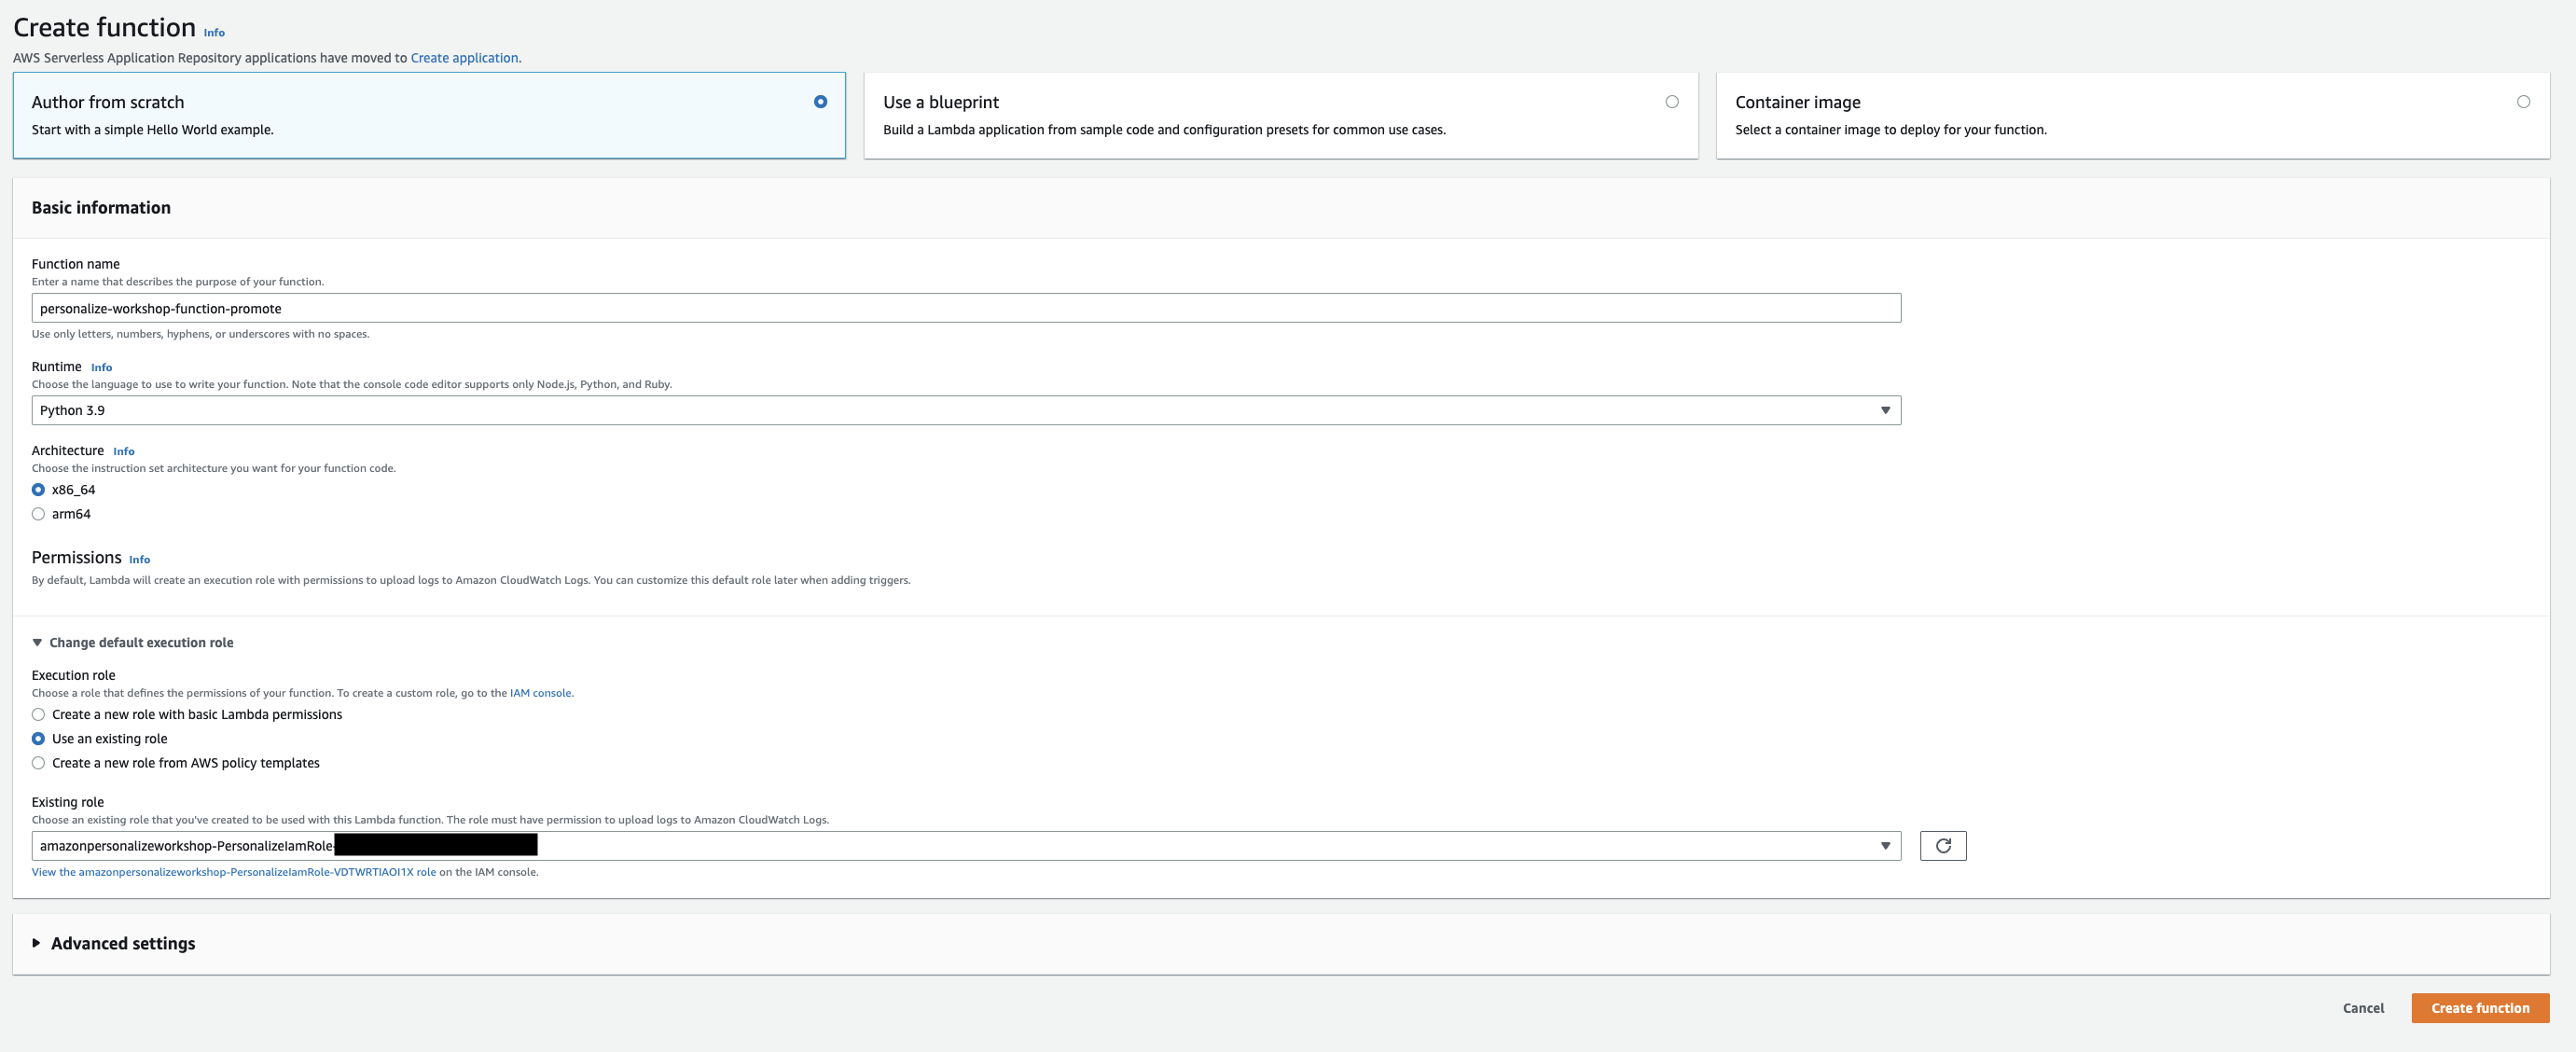 Create function Info
AWS Serverless Application Repository applications have moved to Create application.
Author from scratch
Start with a simple Hello World example.
Use a blueprint
Build a Lambda application from sample code and configuration presets for common use cases.
Container image
Select a container image to deploy for your function.
Basic information
Function name
Enter a name that describes the purpose of your function.
personalize-workshop-function-promote
Use only letters, numbers, hyphens, or underscores with no spaces.
Runtime Info
Choose the language to use to write your function. Note that the console code editor supports only Node.js, Python, and Ruby.
Python 3.9
Architecture Info
Choose the instruction set architecture you want for your function code.
x86_64
arm64
Permissions Info
By default, Lambda will create an execution role with permissions to upload logs to Amazon CloudWatch Logs. You can customize this default role later when adding triggers.
Change default execution role
Execution role
Choose a role that defines the permissions of your function. To create a custom role, go to the IAM console.
Create a new role with basic Lambda permissions
Use an existing role
Create a new role from AWS policy templates
Existing role
Choose an existing role that you've created to be used with this Lambda function. The role must have permission to upload logs to Amazon CloudWatch Logs.
amazonpersonalizeworkshop-PersonalizeIamRole-
View the amazonpersonalizeworkshop-PersonalizeIamRole-VDTWRTIAOI1X role on the IAM console.
Advanced settings
Cancel
Create function